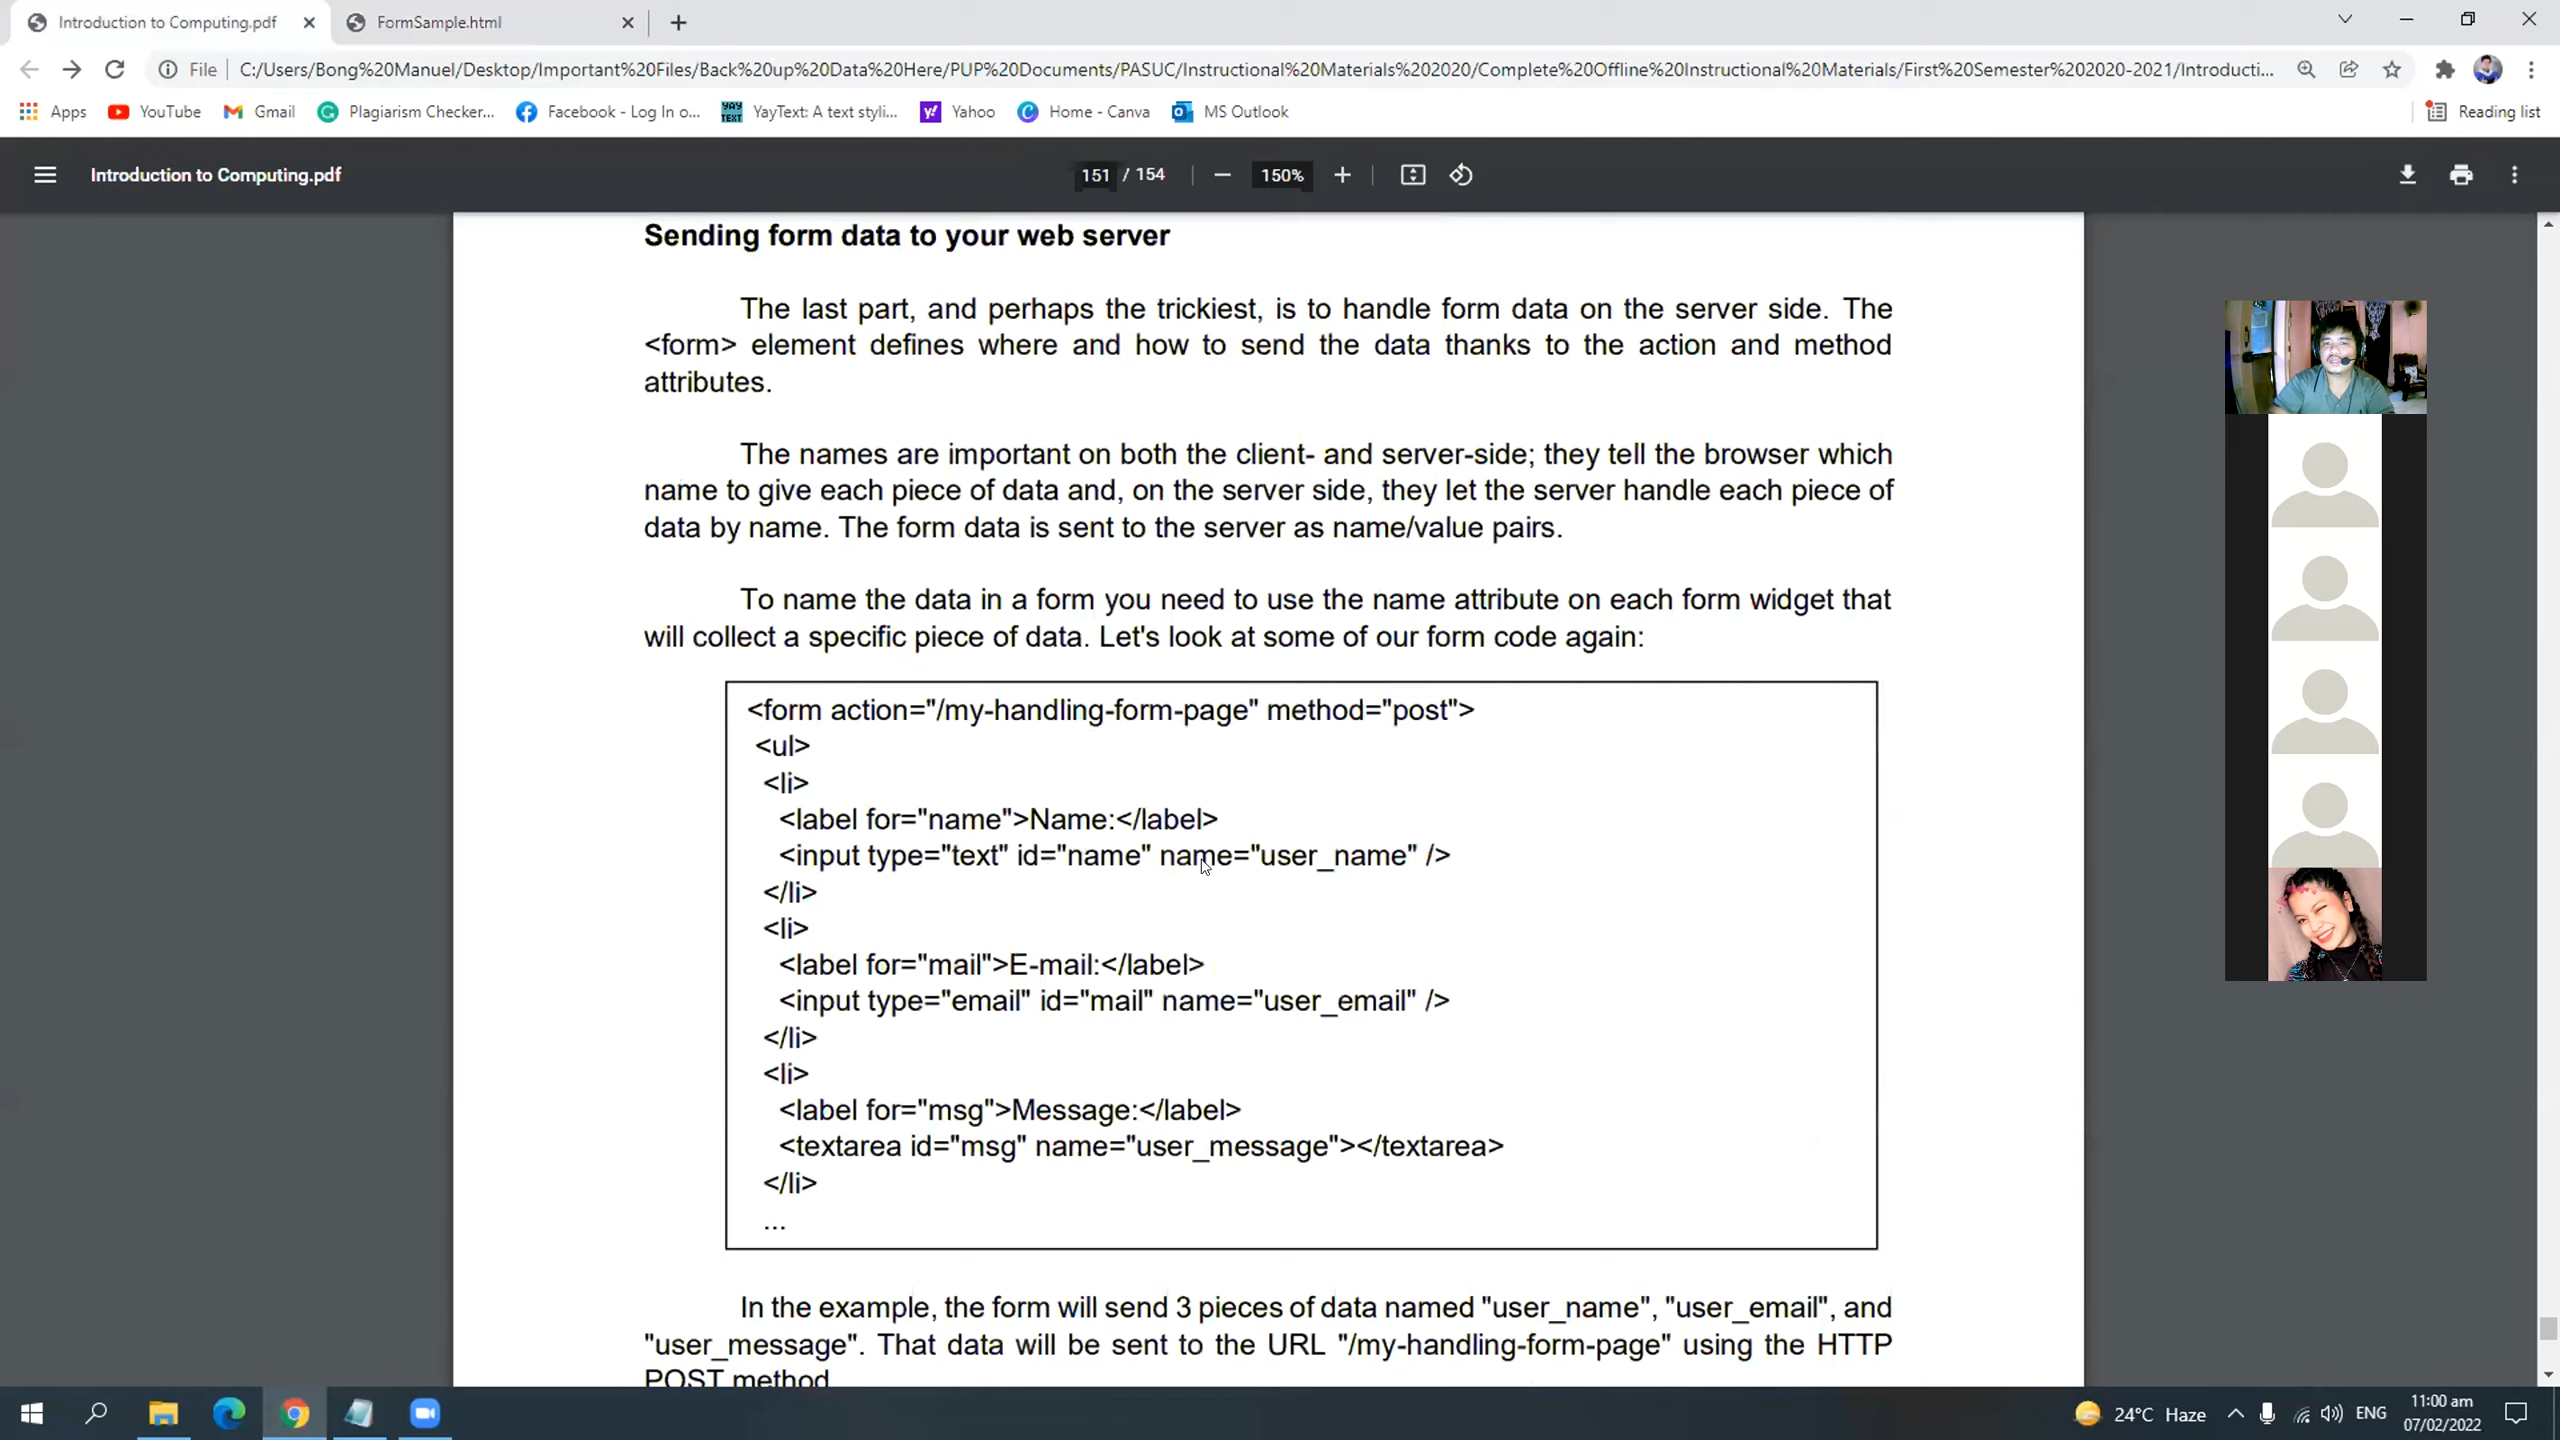 Introduction to Computing.pdf
FormSample.html
File
C:/Users/Bong%20Manuel/Desktop/Important%20Files/Back%20up%20Data%20Here/PUP%20Documents/PASUC/Instructional%20Materials%202020/Complete%20Offline%20Instructional%20Materials/First%20Semester%202020-2021/Introducti...
Apps
YouTube
Gmail
Plagiarism Checker...
Facebook - Log In o...
YAY TEXT
YayText: A text styli...
Yahoo
Home - Canva
MS Outlook
Reading list
Introduction to Computing.pdf
151 / 154
150%
Sending form data to your web server
The last part, and perhaps the trickiest, is to handle form data on the server side. The
<form> element defines where and how to send the data thanks to the action and method
attributes.
The names are important on both the client- and server-side; they tell the browser which
name to give each piece of data and, on the server side, they let the server handle each piece of
data by name. The form data is sent to the server as name/value pairs.
To name the data in a form you need to use the name attribute on each form widget that
will collect a specific piece of data. Let's look at some of our form code again:
<form action="/my-handling-form-page" method="post">
<ul>
<li>
<label for="name">Name:</label>
<input type="text" id="name" name="user_name" />
</li>
<li>
<label for="mail">E-mail:</label>
<input type="email" id="mail" name="user_email" />
</li>
<li>
<label for="msg">Message:</label>
<textarea id="msg" name="user_message"></textarea>
</li>
...
In the example, the form will send 3 pieces of data named "user_name", "user_email", and
"user_message". That data will be sent to the URL "/my-handling-form-page" using the HTTP
POST method
24°C Haze
ENG
11:00 am
07/02/2022